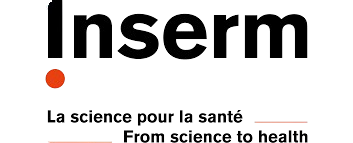 Inserm
La science pour la santé
From science to health